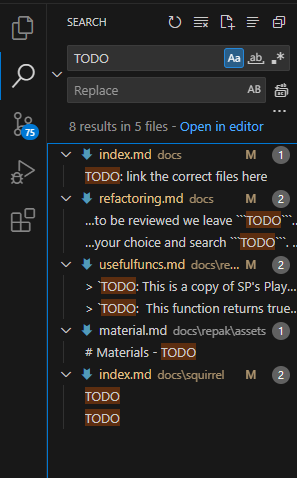 SEARCH
TODO
Aa ab .*
Replace
AB
8 results in 5 files - Open in editor
75
index.md docs M 1
TODO: link the correct files here
refactoring.md docs M 2
...to be reviewed we leave ```TODO```...
...your choice and search ```TODO```. ...
usefulfuncs.md docs\re... M 2
> `TODO: This is a copy of SP's Play...
> `TODO:  This function returns true...
material.md docs\repak\assets 1
# Materials - TODO
index.md docs\squirrel M 2
TODO
TODO